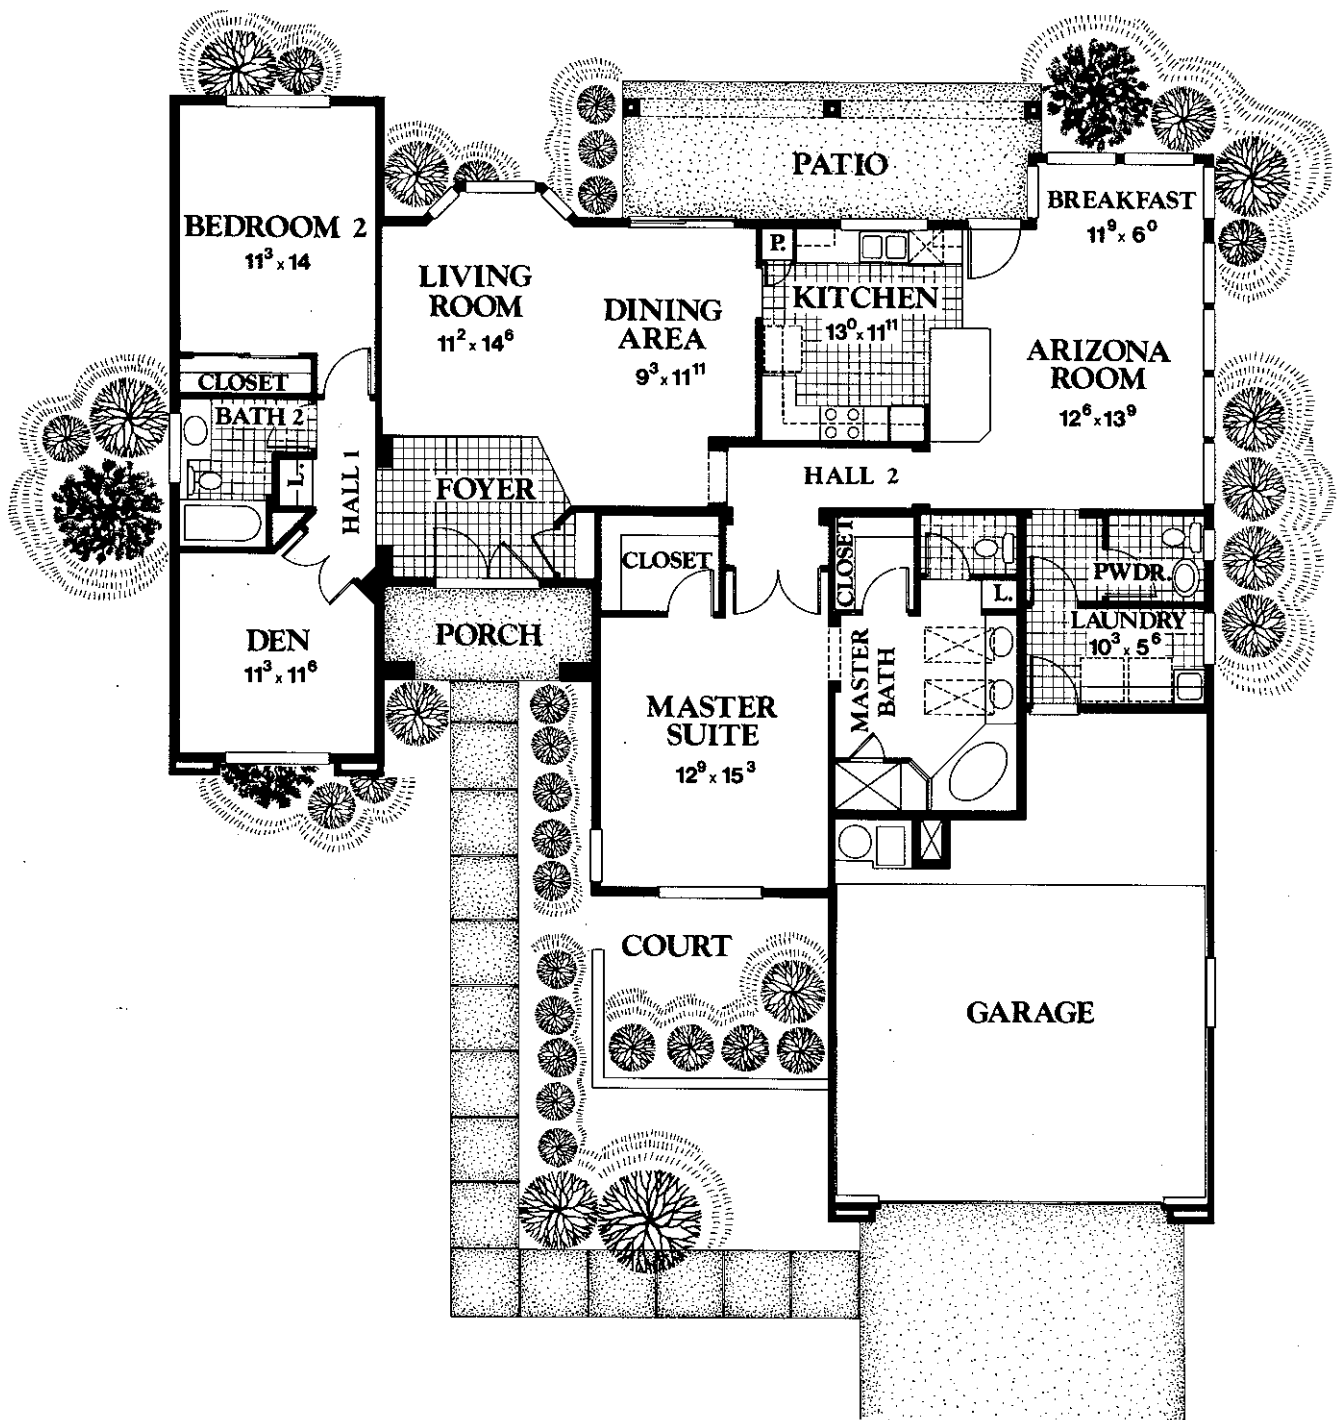 PATIO
BREAKFAST
11⁹ x 6⁰
BEDROOM 2
11³ x 14
LIVING
ROOM
11² x 14⁶
DINING
AREA
9³ x 11¹¹
P.
KITCHEN
13⁰ x 11¹¹
ARIZONA
ROOM
12⁶ x 13⁹
CLOSET
BATH 2
L.
HALL 1
FOYER
HALL 2
CLOSET
CLOSET
L.
PWDR.
LAUNDRY
10³ x 5⁶
PORCH
DEN
11³ x 11⁶
MASTER
SUITE
12⁹ x 15³
MASTER
BATH
COURT
GARAGE